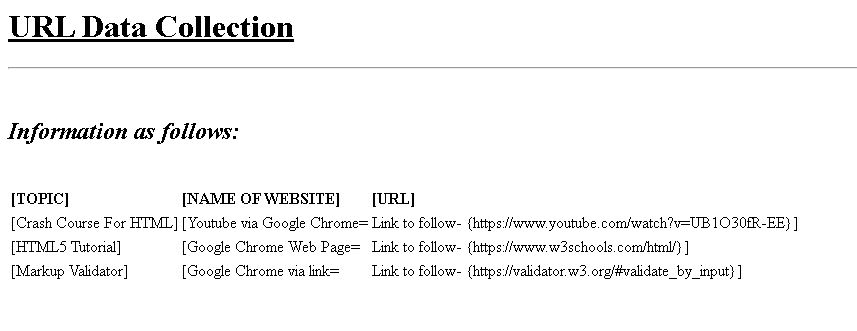 URL Data Collection
Information as follows:
[TOPIC] [NAME OF WEBSITE] [URL]
[Crash Course For HTML] [Youtube via Google Chrome= Link to follow- {https://www.youtube.com/watch?v=UB1O30fR-EE}]
[HTML5 Tutorial] [Google Chrome Web Page= Link to follow- {https://www.w3schools.com/html/}]
[Markup Validator] [Google Chrome via link= Link to follow- {https://validator.w3.org/#validate_by_input}]